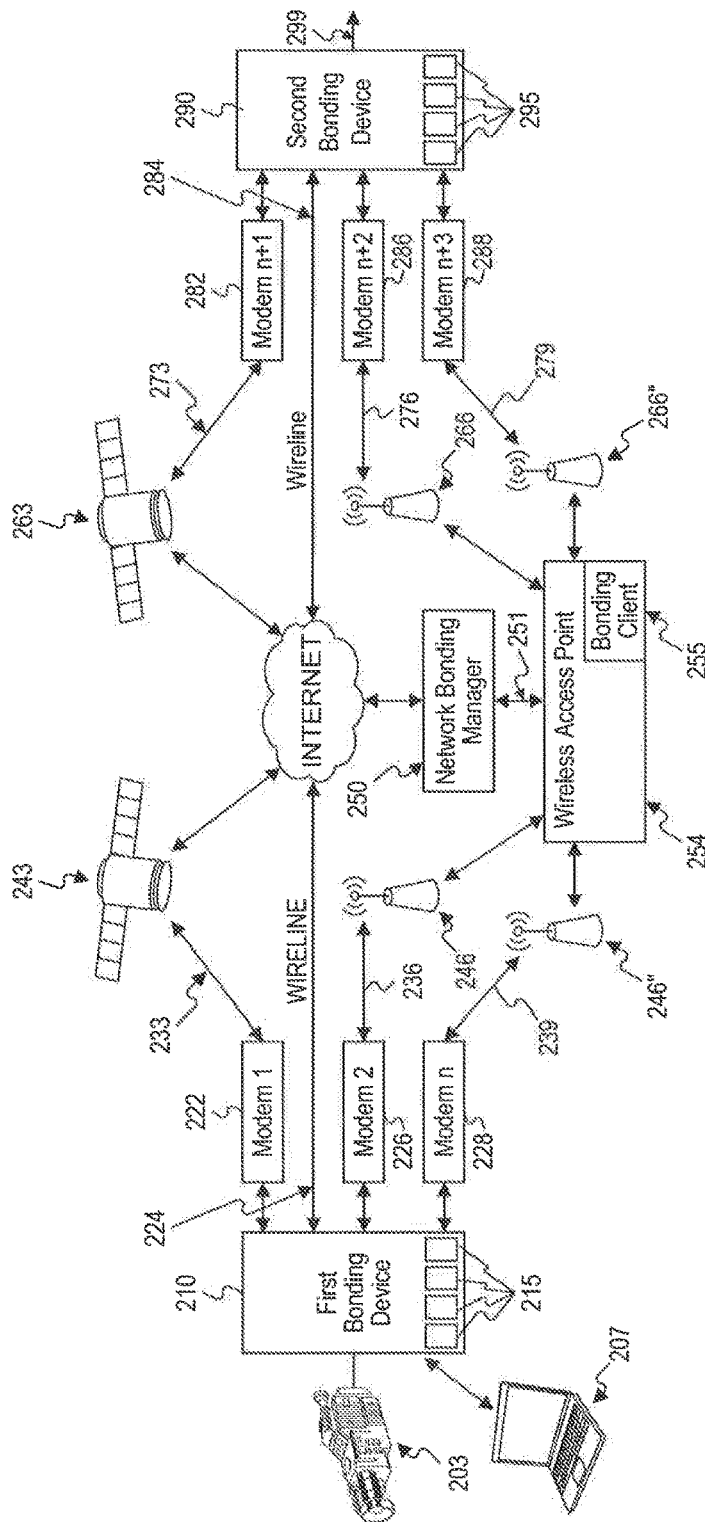 203
207
210
First
Bonding
Device
215
224
222
Modem 1
226
Modem 2
228
Modem n
233
WIRELINE
236
239
243
246'
246"
INTERNET
250
Network Bonding
Manager
251
Wireless Access Point
Bonding
Client
254
255
263
266
266"
273
Wireline
276
279
282
Modem n+1
284
Modem n+2
286
Modem n+3
288
290
Second
Bonding
Device
295
299